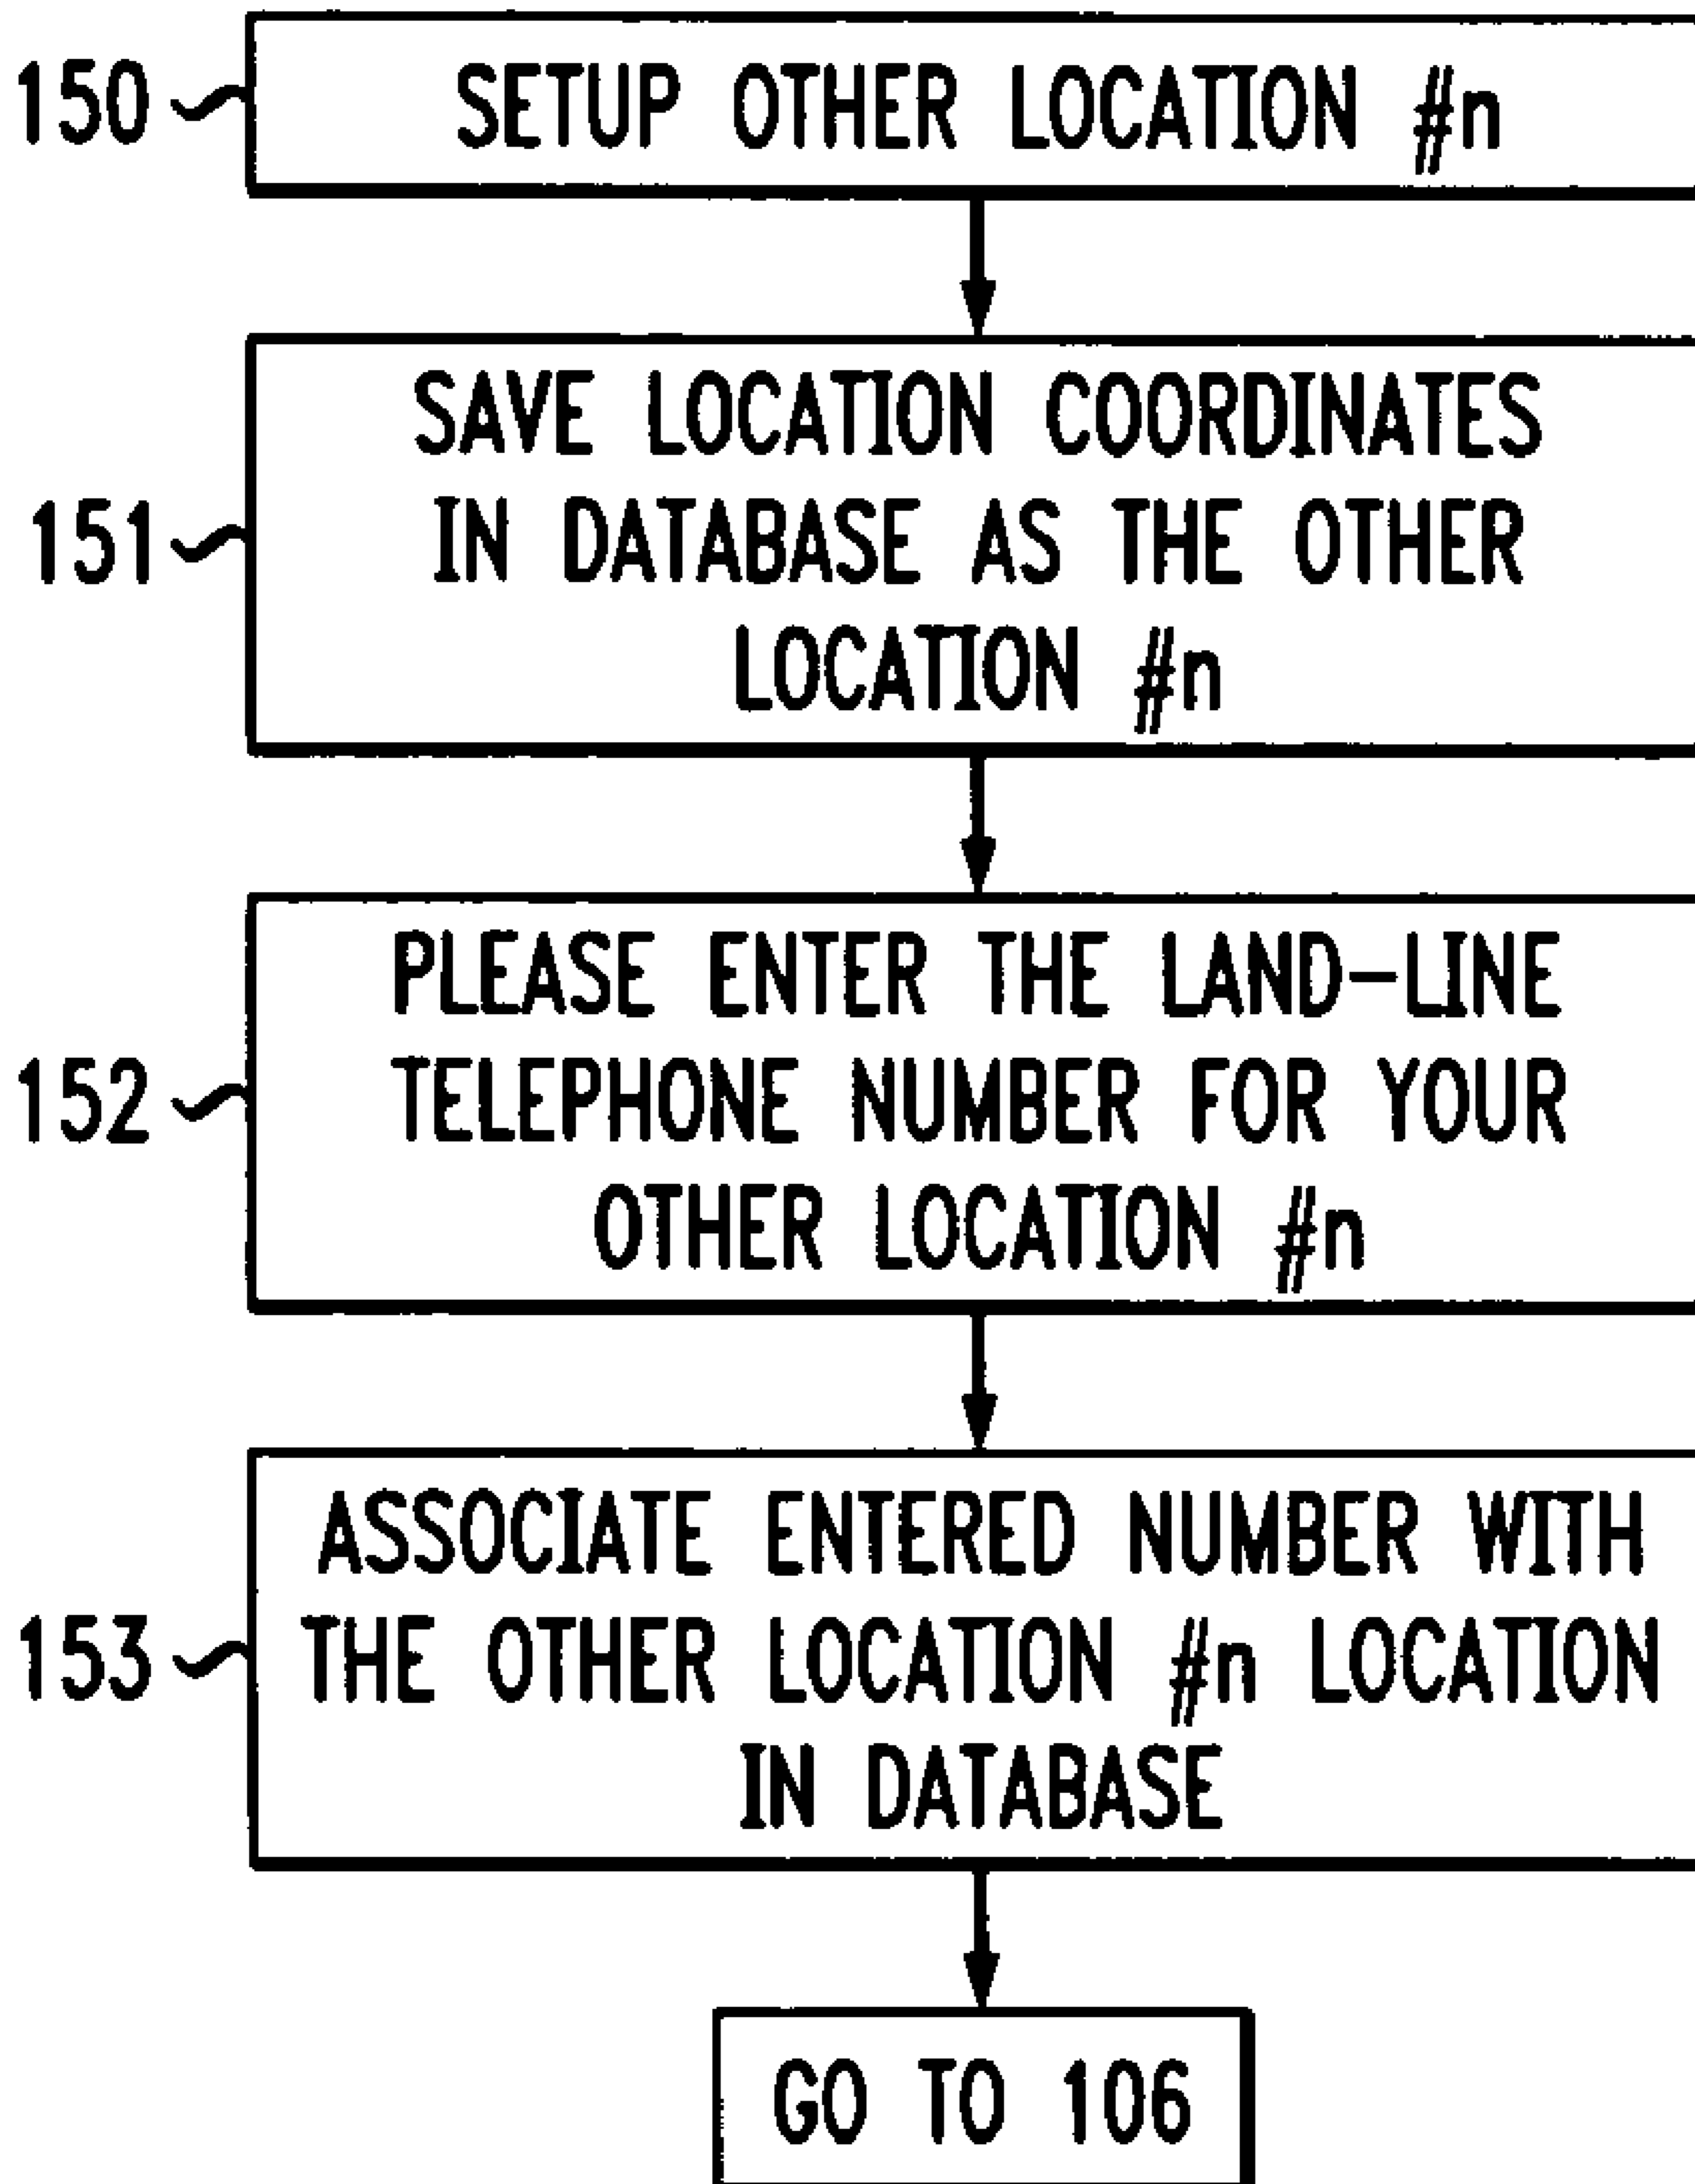 150
SETUP OTHER LOCATION #n
SAVE LOCATION COORDINATES
151
IN DATABASE AS THE OTHER
LOCATION #n
PLEASE ENTER THE LAND-LINE
152
TELEPHONE NUMBER FOR YOUR
OTHER LOCATION #n
ASSOCIATE ENTERED NUMBER WITH
153
THE OTHER LOCATION #n LOCATION
IN DATABASE
GO TO 106